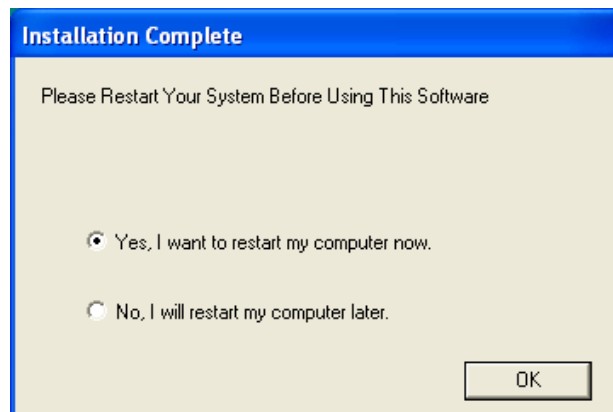 Installation Complete
Please Restart Your System Before Using This Software
Yes, I want to restart my computer now.
No, I will restart my computer later.
OK